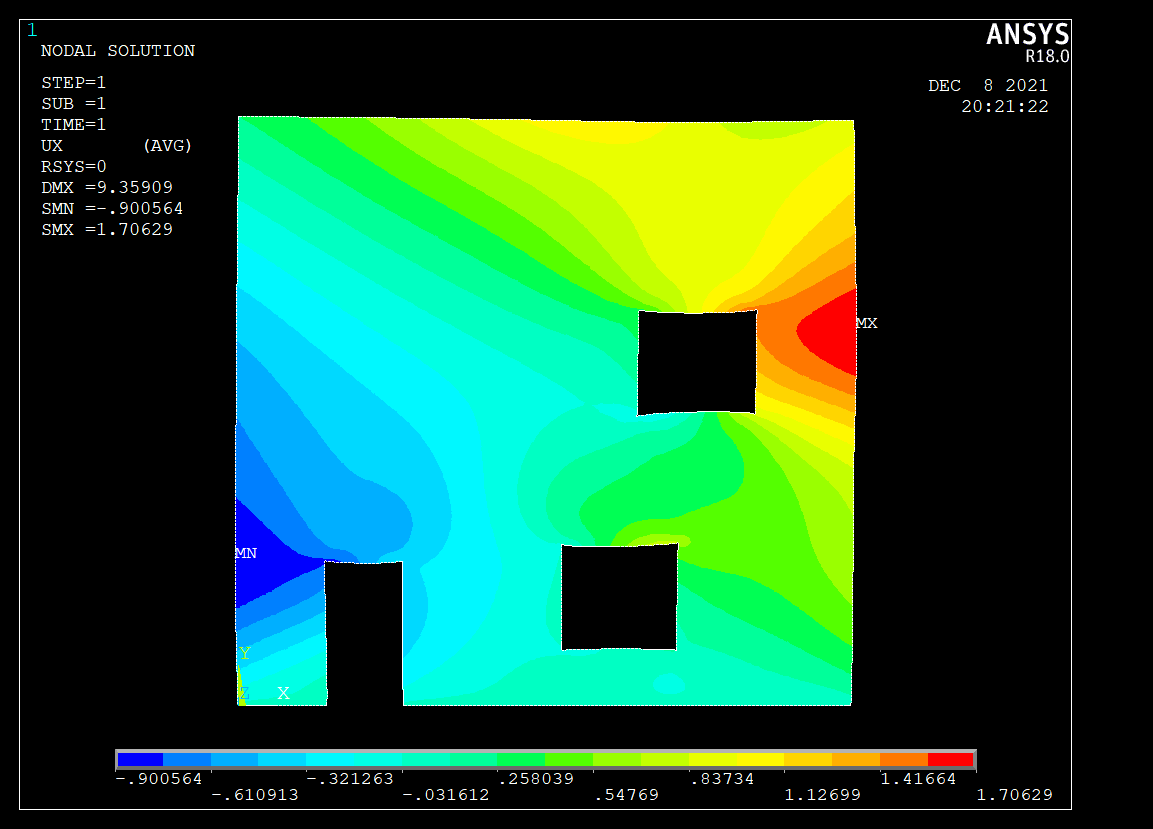 1
ANSYS
R18.0
NODAL SOLUTION
STEP=1
SUB =1
TIME=1
UX (AVG)
RSYS=0
DMX =9.35909
SMN =-.900564
SMX =1.70629
DEC 8 2021
20:21:22
MX
MN
Y
Z X
-.900564 -.321263 .258039 .83734 1.41664
-.610913 -.031612 .54769 1.12699 1.70629